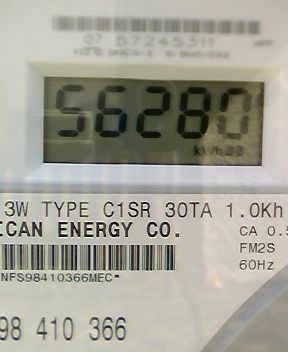 07 57245311
56280
3W TYPE C1SR 30TA 1.0Kh
ICAN ENERGY CO.
CA 0.5
FM2S
60Hz
NFS98410366MEC*
98 410 366